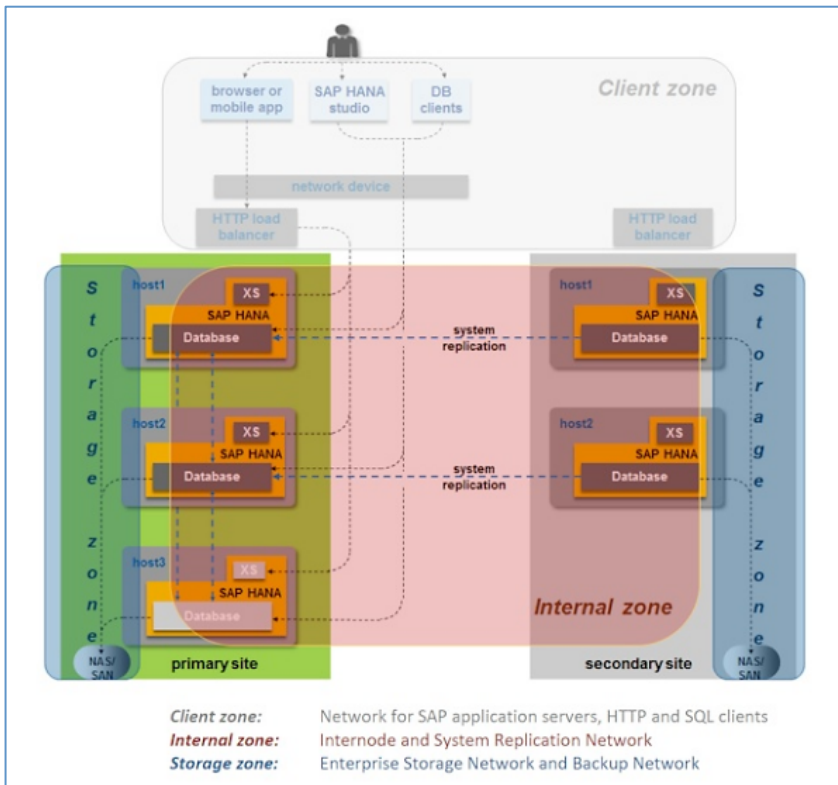 Client zone
browser or
mobile app
SAP HANA
studio
DB
clients
network device
HTTP load
balancer
HTTP load
balancer
Storage zone
host1
XS
SAP HANA
Database
host2
XS
SAP HANA
Database
host3
XS
SAP HANA
Database
NAS/
SAN
primary site
system
replication
system
replication
Internal zone
host1
XS
SAP HANA
Database
host2
XS
SAP HANA
Database
Storage zone
NAS/
SAN
secondary site
Client zone: Network for SAP application servers, HTTP and SQL clients
Internal zone: Internode and System Replication Network
Storage zone: Enterprise Storage Network and Backup Network